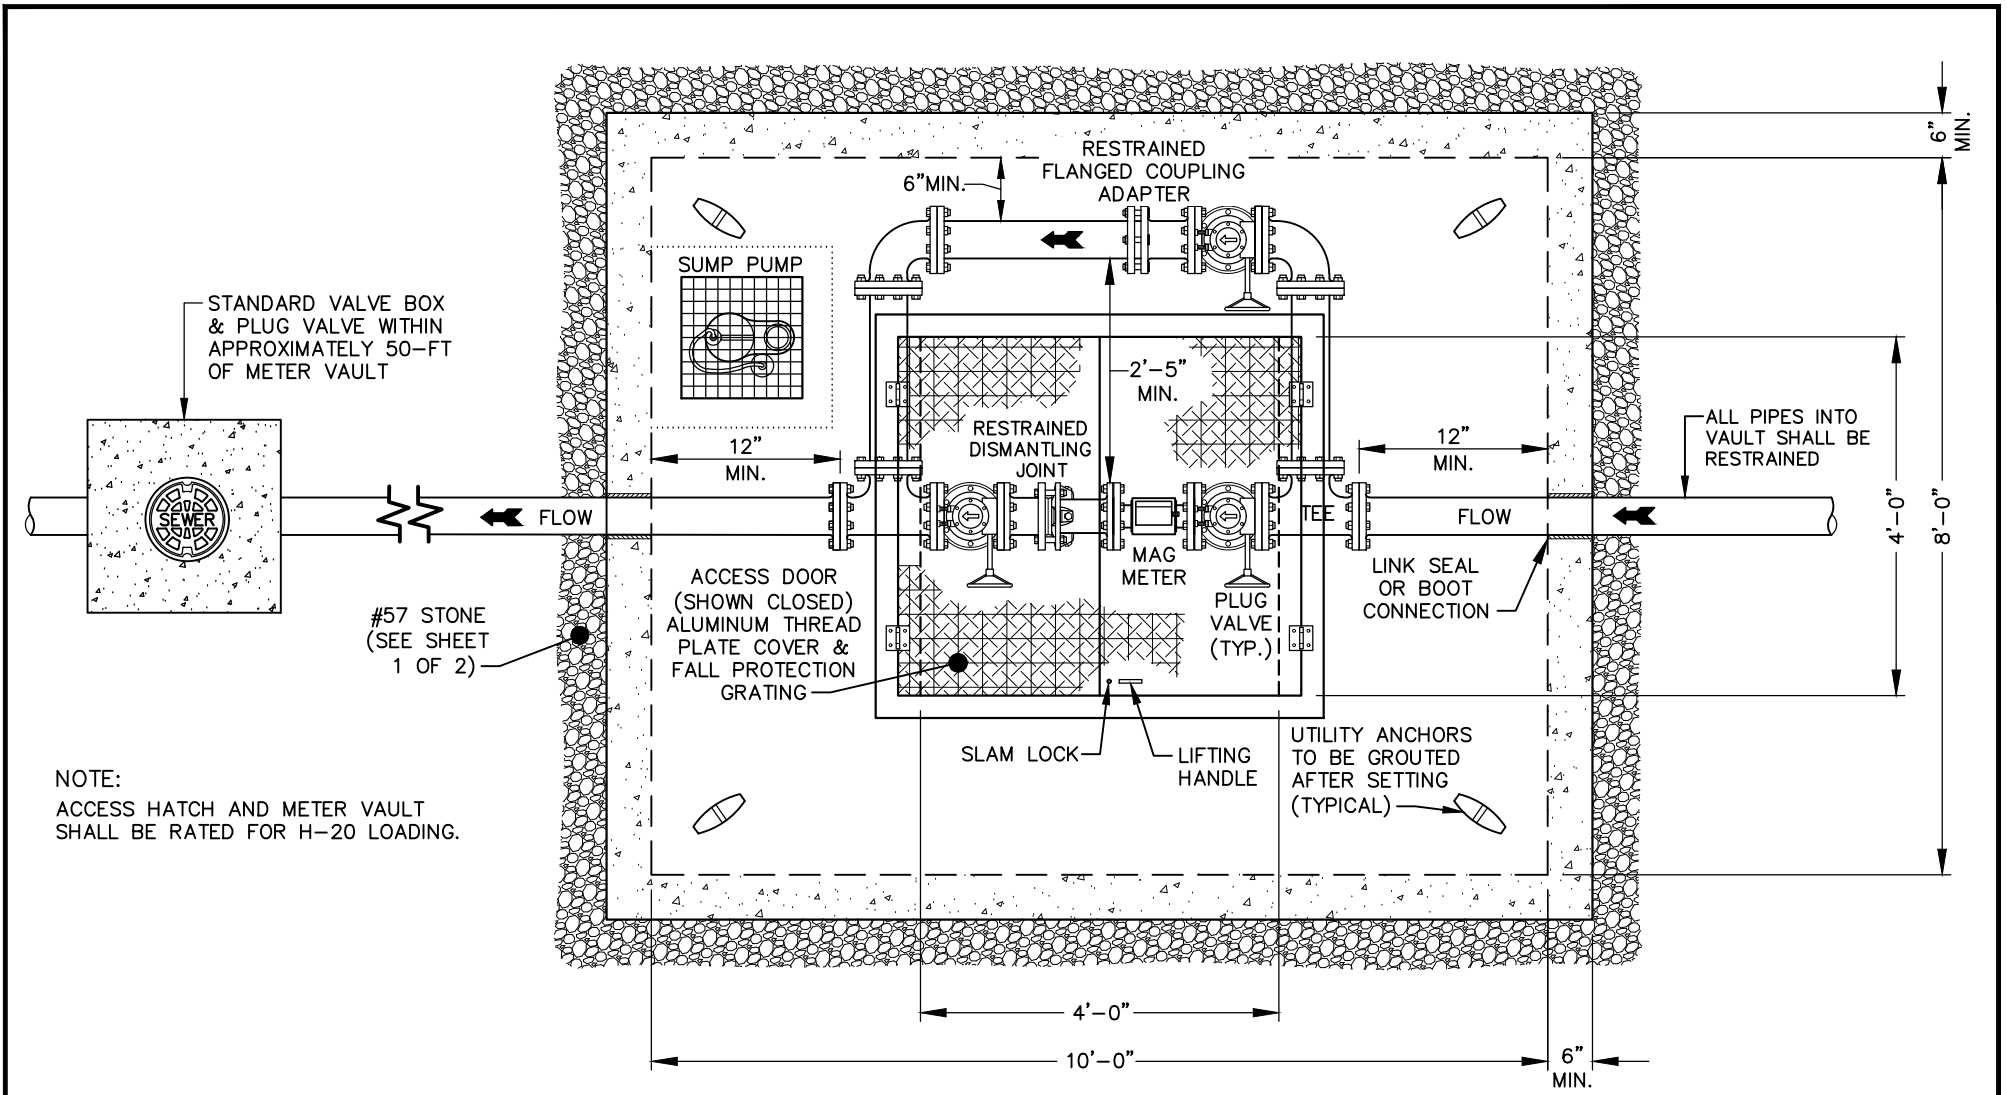 6"
MIN.
RESTRAINED
FLANGED COUPLING
ADAPTER
6"MIN.
SUMP PUMP
STANDARD VALVE BOX
& PLUG VALVE WITHIN
APPROXIMATELY 50-FT
OF METER VAULT
2'-5"
MIN.
RESTRAINED
DISMANTLING
JOINT
12"
MIN.
12"
MIN.
ALL PIPES INTO
VAULT SHALL BE
RESTRAINED
4'-0"
8'-0"
SEWER
FLOW
TEE
FLOW
MAG
METER
PLUG
VALVE
(TYP.)
LINK SEAL
OR BOOT
CONNECTION
ACCESS DOOR
(SHOWN CLOSED)
ALUMINUM THREAD
PLATE COVER &
FALL PROTECTION
GRATING
#57 STONE
(SEE SHEET
1 OF 2)
SLAM LOCK
LIFTING
HANDLE
UTILITY ANCHORS
TO BE GROUTED
AFTER SETTING
(TYPICAL)
NOTE:
ACCESS HATCH AND METER VAULT
SHALL BE RATED FOR H-20 LOADING.
4'-0"
10'-0"
6"
MIN.